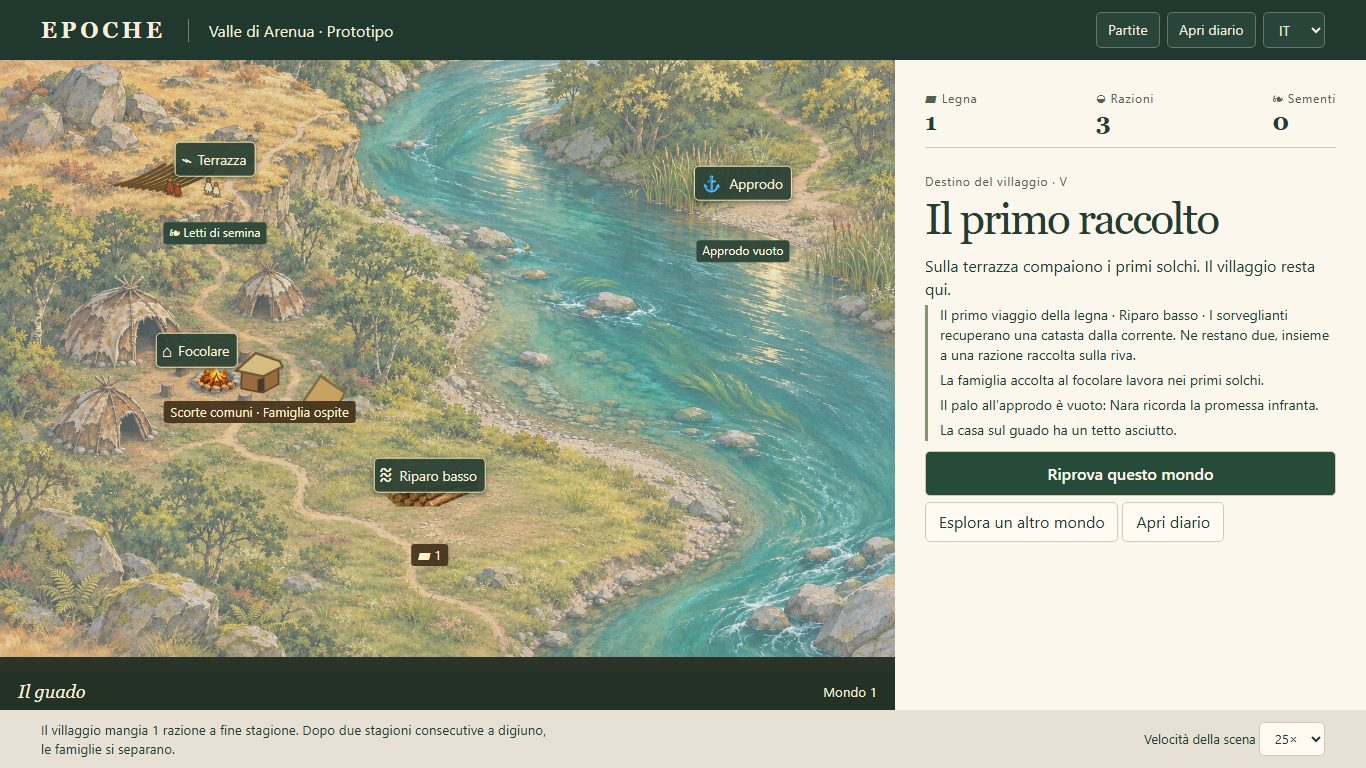 EPOCHE
Valle di Arenua · Prototipo
Partite
Apri diario
IT
Terrazza
Letti di semina
Approdo
Approdo vuoto
Focolare
Scorte comuni · Famiglia ospite
Riparo basso
1
Il guado
Mondo 1
Legna
1
Razioni
3
Sementi
0
Destino del villaggio · V
Il primo raccolto
Sulla terrazza compaiono i primi solchi. Il villaggio resta
qui.
Il primo viaggio della legna · Riparo basso · I sorveglianti
recuperano una catasta dalla corrente. Ne restano due, insieme
a una razione raccolta sulla riva.
La famiglia accolta al focolare lavora nei primi solchi.
Il palo all’approdo è vuoto: Nara ricorda la promessa infranta.
La casa sul guado ha un tetto asciutto.
Riprova questo mondo
Esplora un altro mondo
Apri diario
Il villaggio mangia 1 razione a fine stagione. Dopo due stagioni consecutive a digiuno,
le famiglie si separano.
Velocità della scena
25×